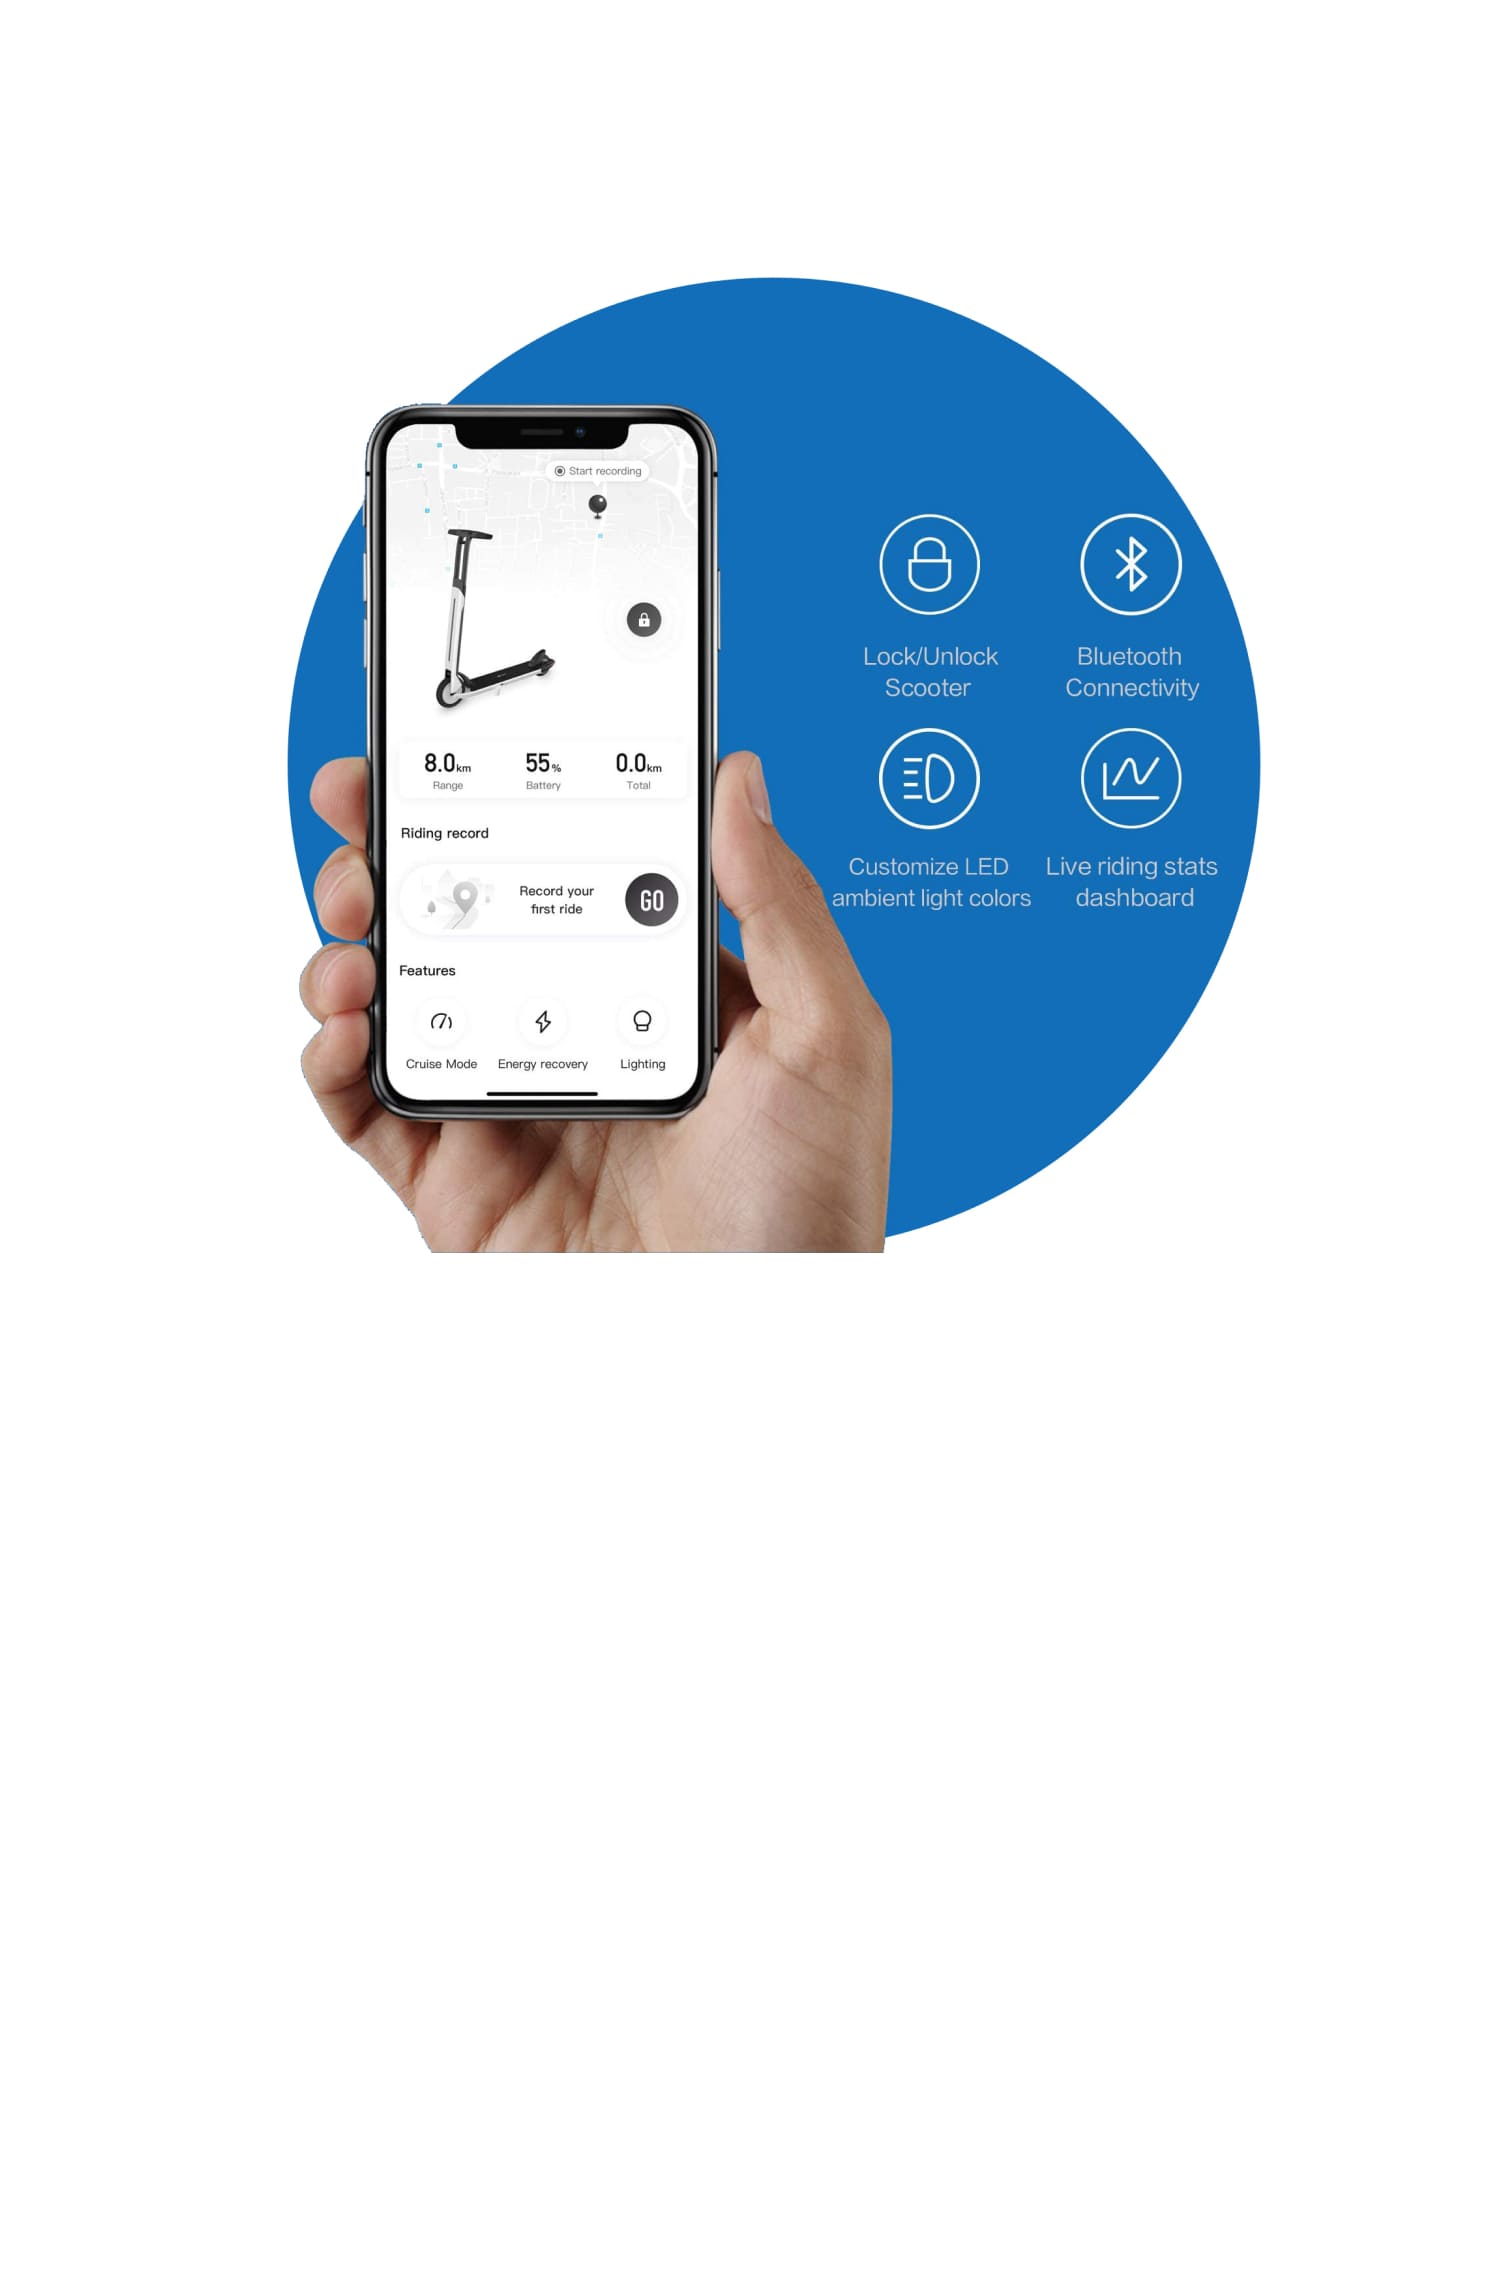 Start recording
8.0km
55%
0.0km
Range
Battery
Total
Riding record
Record your
first ride
GO
Features
Cruise Mode
Energy recovery
Lighting
Lock/Unlock
Scooter
Bluetooth
Connectivity
Customize LED
ambient light colors
Live riding stats
dashboard